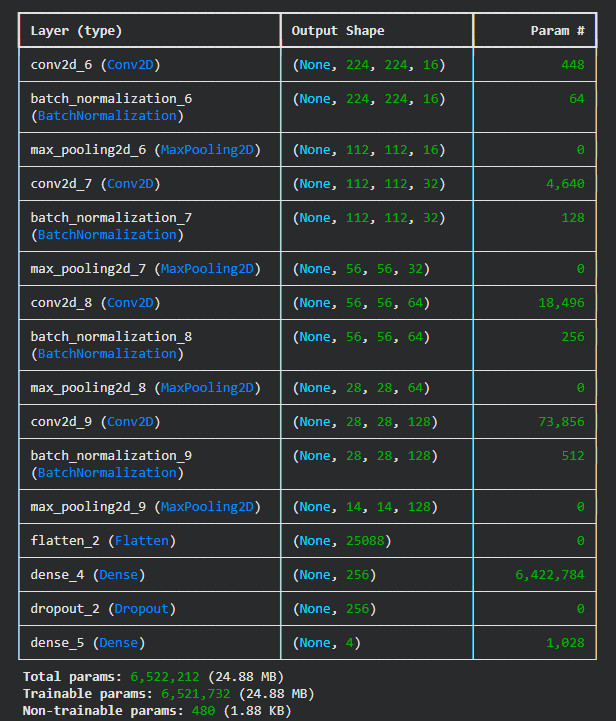 Layer (type) Output Shape Param #
conv2d_6 (Conv2D) (None, 224, 224, 16) 448
batch_normalization_6 (None, 224, 224, 16) 64
(BatchNormalization)
max_pooling2d_6 (MaxPooling2D) (None, 112, 112, 16) 0
conv2d_7 (Conv2D) (None, 112, 112, 32) 4,640
batch_normalization_7 (None, 112, 112, 32) 128
(BatchNormalization)
max_pooling2d_7 (MaxPooling2D) (None, 56, 56, 32) 0
conv2d_8 (Conv2D) (None, 56, 56, 64) 18,496
batch_normalization_8 (None, 56, 56, 64) 256
(BatchNormalization)
max_pooling2d_8 (MaxPooling2D) (None, 28, 28, 64) 0
conv2d_9 (Conv2D) (None, 28, 28, 128) 73,856
batch_normalization_9 (None, 28, 28, 128) 512
(BatchNormalization)
max_pooling2d_9 (MaxPooling2D) (None, 14, 14, 128) 0
flatten_2 (Flatten) (None, 25088) 0
dense_4 (Dense) (None, 256) 6,422,784
dropout_2 (Dropout) (None, 256) 0
dense_5 (Dense) (None, 4) 1,028
Total params: 6,522,212 (24.88 MB)
Trainable params: 6,521,732 (24.88 MB)
Non-trainable params: 480 (1.88 KB)